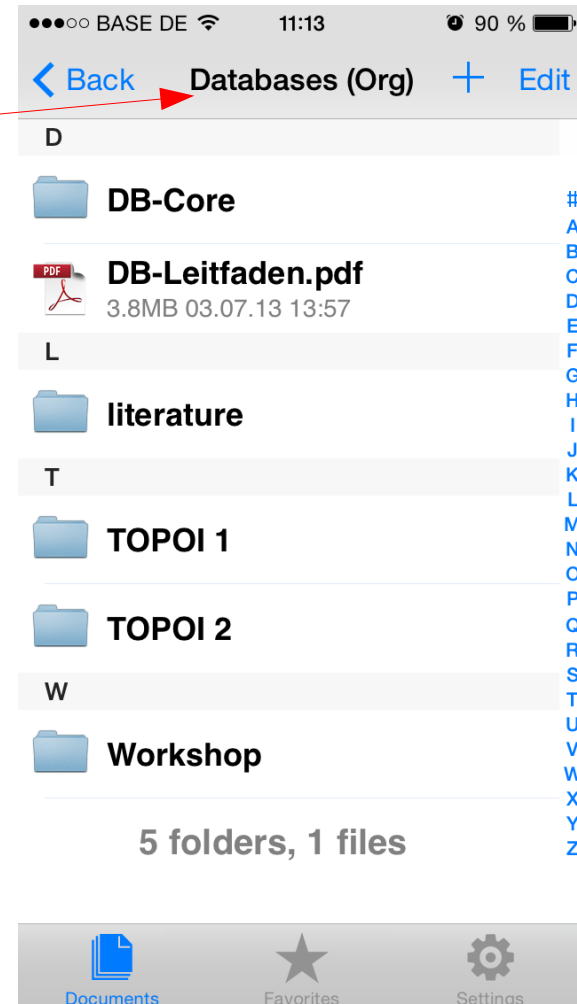 BASE DE 11:13 90 %
Back Databases (Org) + Edit
D
DB-Core
PDF
DB-Leitfaden.pdf
3.8MB 03.07.13 13:57
L
literature
T
TOPOI 1
TOPOI 2
W
Workshop
5 folders, 1 files
#
A
B
C
D
E
F
G
H
I
J
K
L
M
N
O
P
Q
R
S
T
U
V
W
X
Y
Z
Documents Favorites Settings